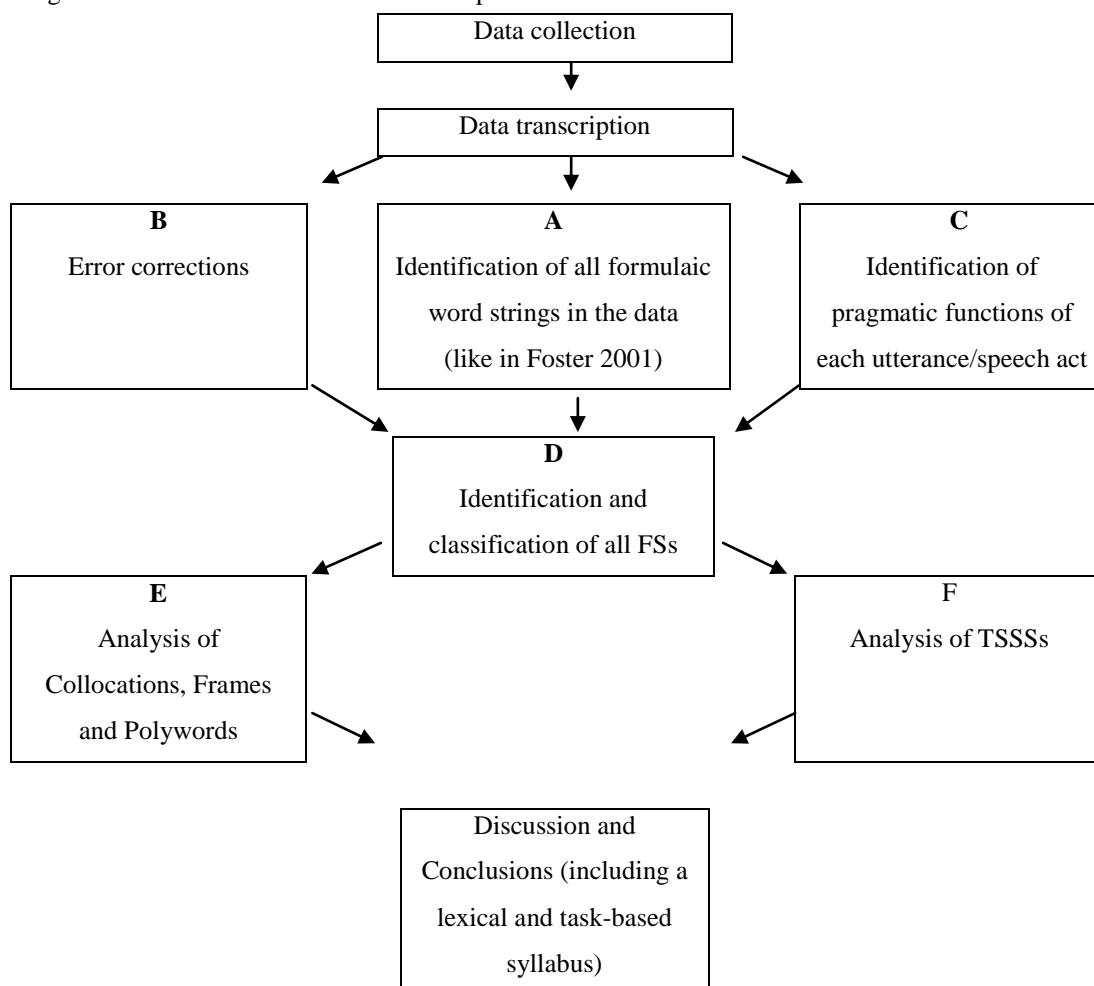 Data collection
Data transcription
B
Error corrections
A
Identification of all formulaic
word strings in the data
(like in Foster 2001)
C
Identification of
pragmatic functions of
each utterance/speech act
D
Identification and
classification of all FSs
E
Analysis of
Collocations, Frames
and Polywords
F
Analysis of TSSSs
Discussion and
Conclusions (including a
lexical and task-based
syllabus)